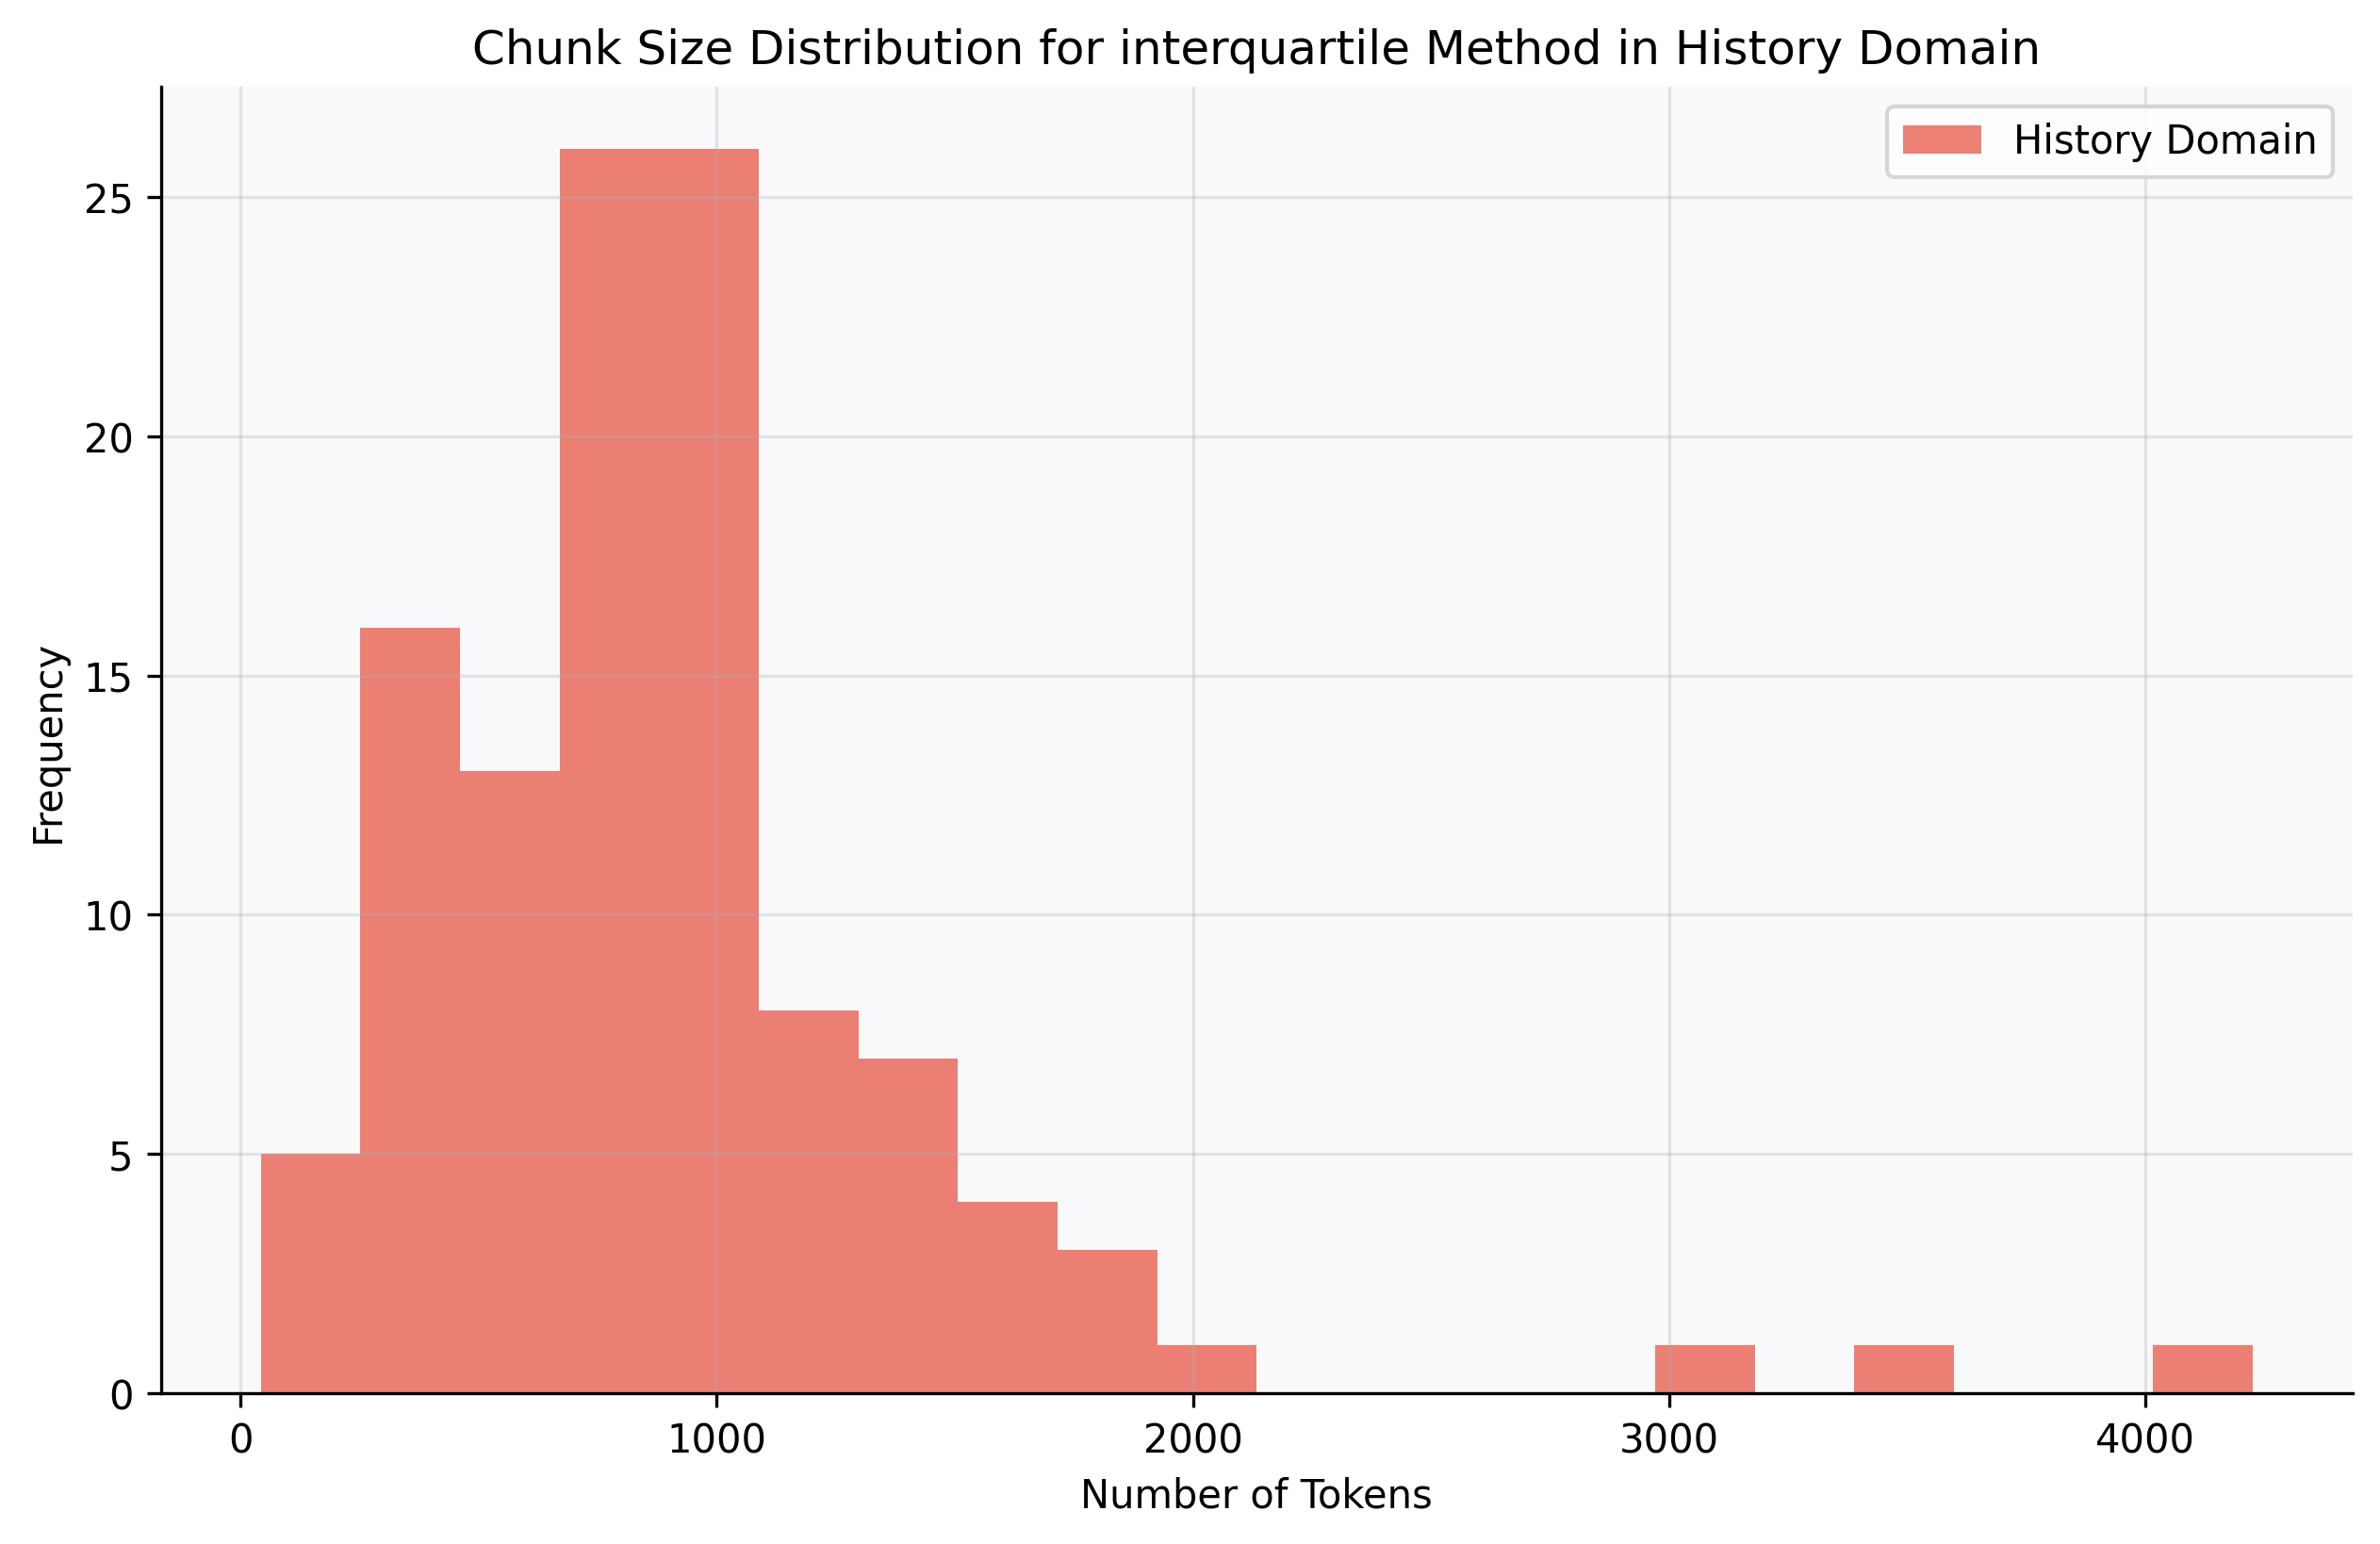 Chunk Size Distribution for interquartile Method in History Domain
History Domain
Frequency
25
20
15
10
5
0
0 1000 2000 3000 4000
Number of Tokens